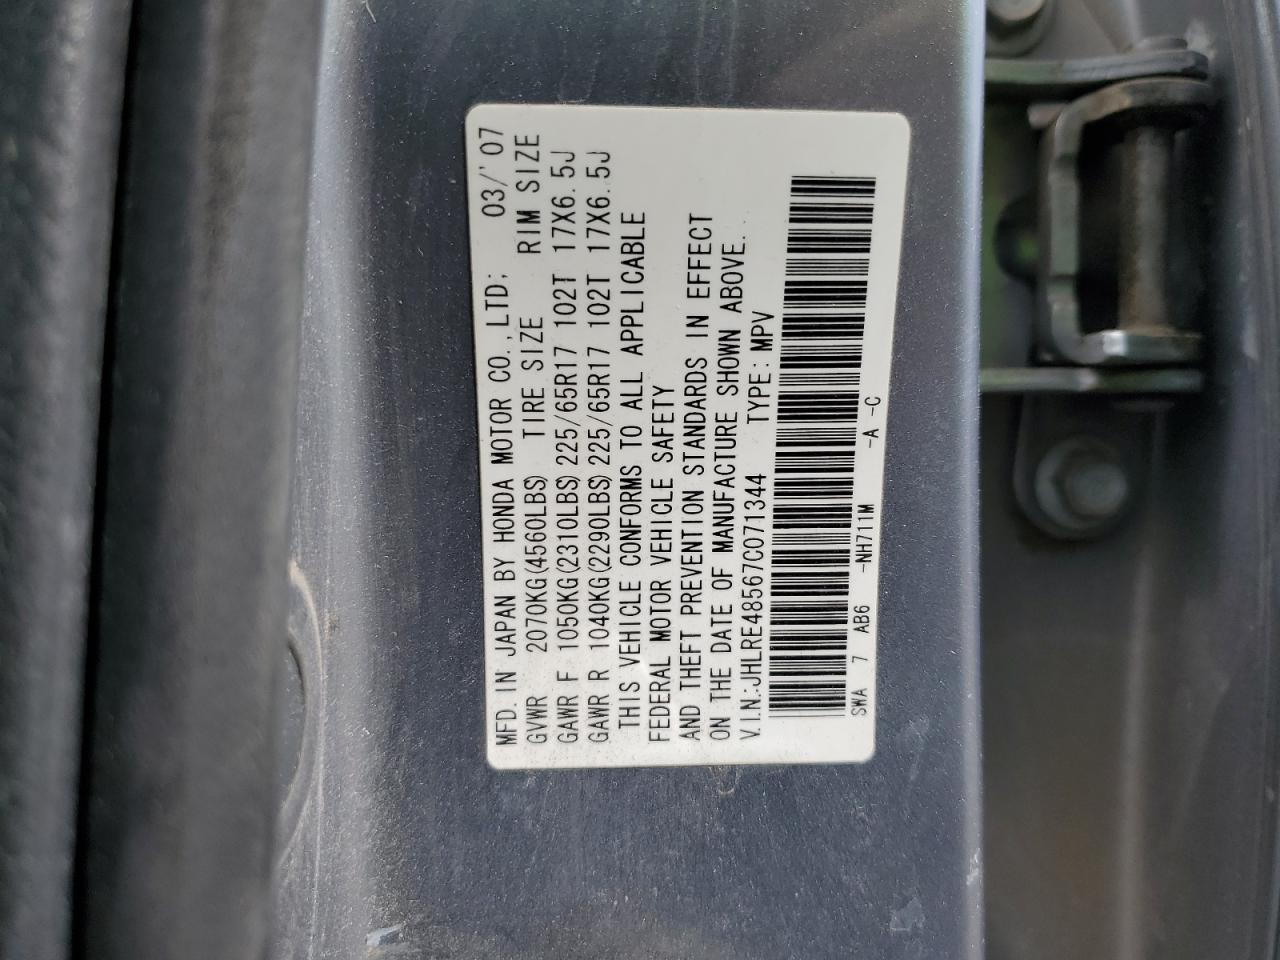 MFD. IN JAPAN BY HONDA MOTOR CO., LTD; 03/'07
GVWR 2070KG(4560LBS) TIRE SIZE RIM SIZE
GAWR F 1050KG(2310LBS) 225/65R17 102T 17X6.5J
GAWR R 1040KG(2290LBS) 225/65R17 102T 17X6.5J
THIS VEHICLE CONFORMS TO ALL APPLICABLE
FEDERAL MOTOR VEHICLE SAFETY
AND THEFT PREVENTION STANDARDS IN EFFECT
ON THE DATE OF MANUFACTURE SHOWN ABOVE.
V.I.N.:JHLRE48567C071344 TYPE: MPV
SWA 7 AB6 -NH711M -A -C